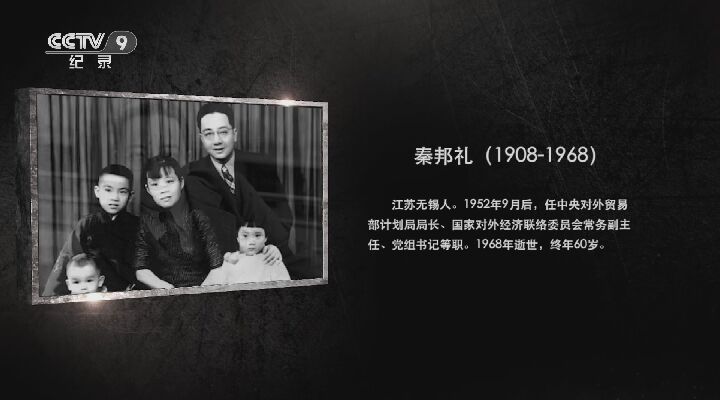 CCTV 9
纪录
秦邦礼（1908-1968）
江苏无锡人。1952年9月后，任中央对外贸易
部计划局局长、国家对外经济联络委员会常务副主
任、党组书记等职。1968年逝世，终年60岁。